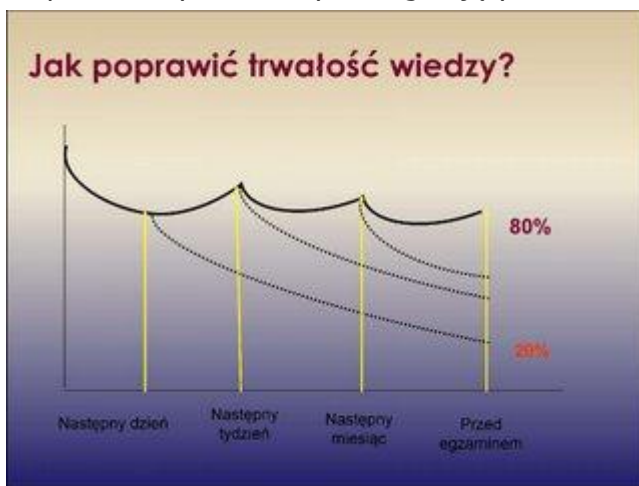 Jak poprawić trwałość wiedzy?
80%
20%
Następny dzień
Następny
tydzień
Następny
miesiąc
Przed
egzaminem